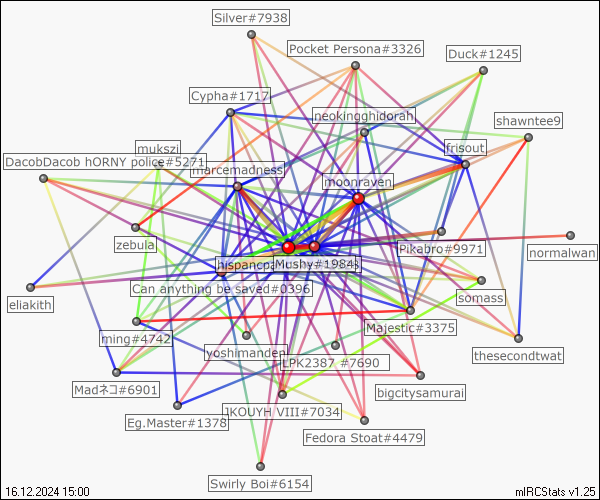 Silver#7938
Pocket Persona#3326
Duck#1245
Cypha#1717
neokingghidorah
shawntee9
mukszi
frisout
DacobDacob hORNY police#5271
marcemadness
moonraven
zebula
Pikabro#9971
normalwan
Mushy#1984
Can anything be saved#0396
eliakith
somass
ming#4742
Majestic#3375
yoshimanden
LPK2387 #7690
thesecondtwat
Madネコ#6901
bigcitysamurai
JKOUYH VIII#7034
Eg.Master#1378
Fedora Stoat#4479
Swirly Boi#6154
16.12.2024 15:00
mIRCStats v1.25